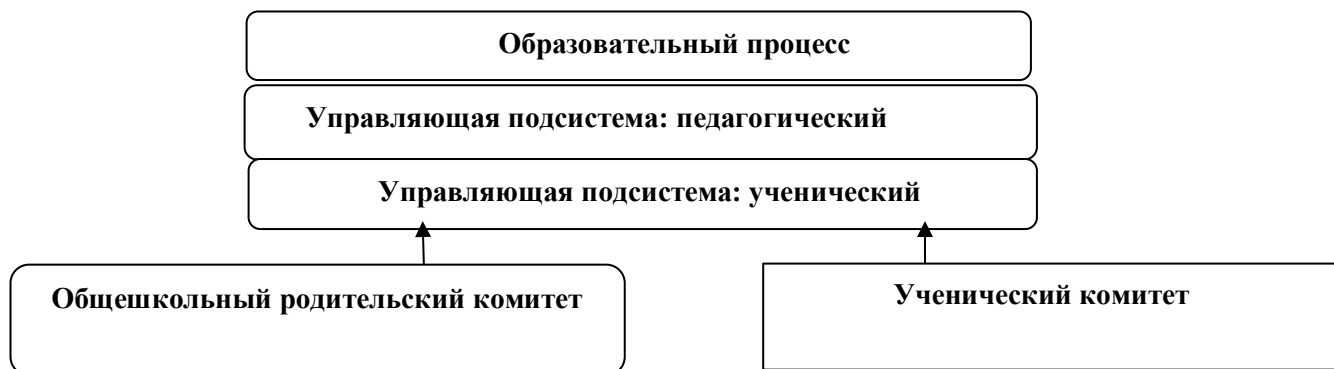 Образовательный процесс
Управляющая подсистема: педагогический
Управляющая подсистема: ученический
Общешкольный родительский комитет
Ученический комитет